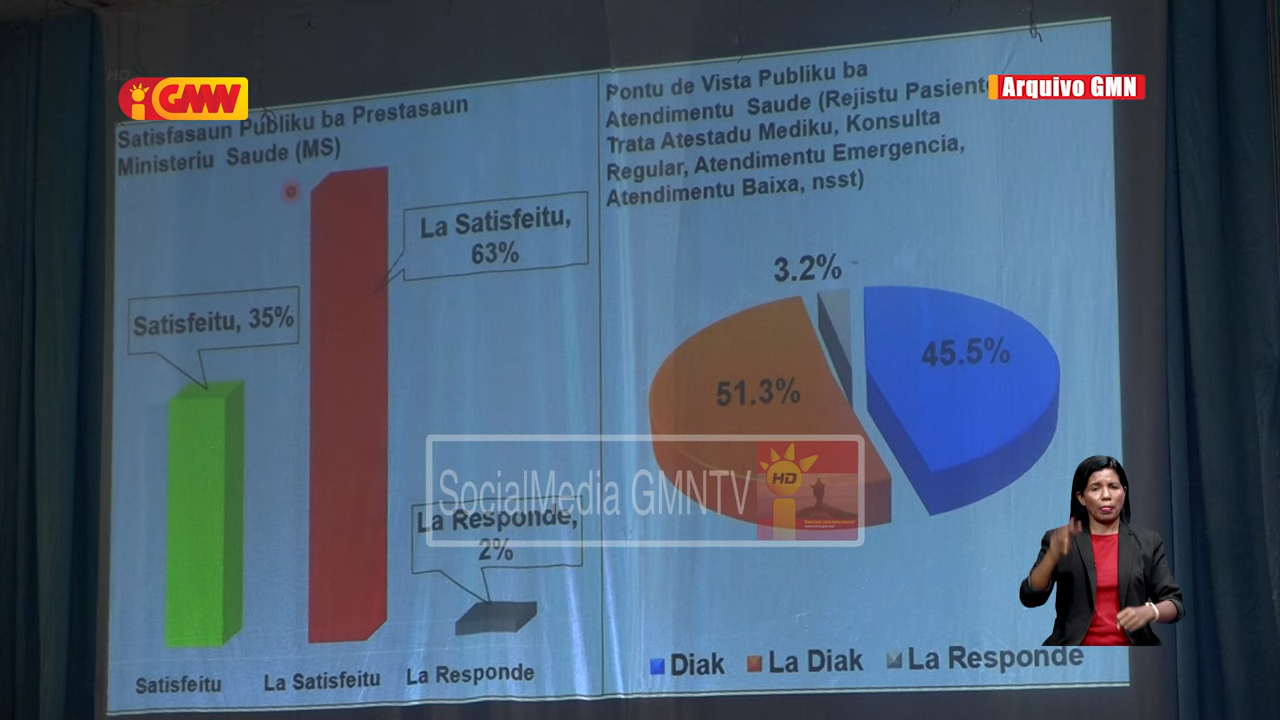 HD
GMN
Arquivo GMN
Satisfasaun Publiku ba Prestasaun
Ministeriu Saude (MS)
La Satisfeitu,
63%
Satisfeitu, 35%
La Responde,
2%
Satisfeitu
La Satisfeitu
La Responde
Pontu de Vista Publiku ba
Atendimentu Saude (Rejistu Pasiente
Trata Atestadu Mediku, Konsulta
Regular, Atendimentu Emergencia,
Atendimentu Baixa, nsst)
3.2%
45.5%
51.3%
Diak
La Diak
La Responde
SocialMedia GMNTV
HD